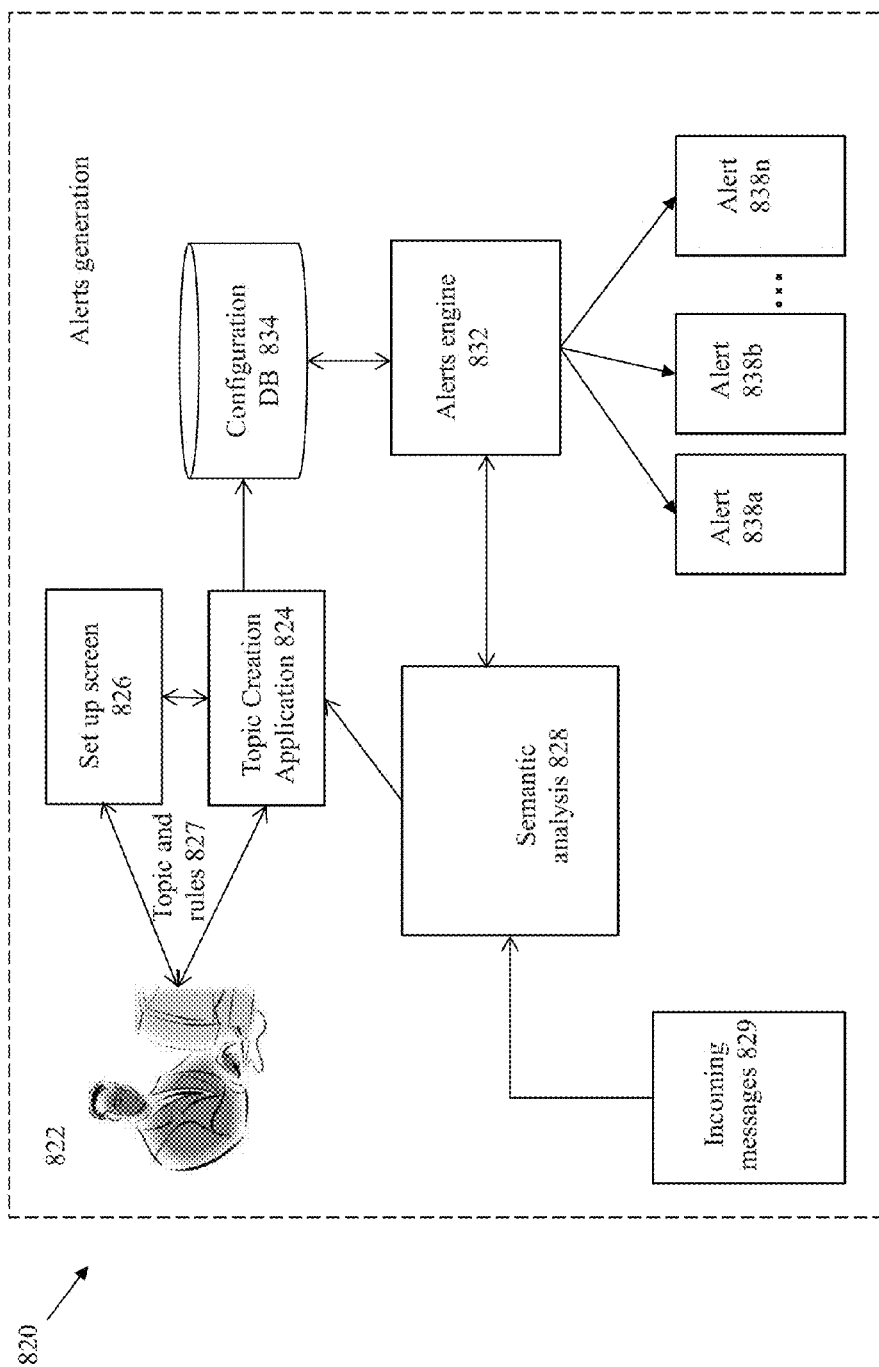 820
822
Alerts generation
Set up screen
826
Topic and
rules 827
Topic Creation
Application 824
Configuration
DB 834
Semantic
analysis 828
Alerts engine
832
Incoming
messages 829
Alert
838a
Alert
838b
...
Alert
838n